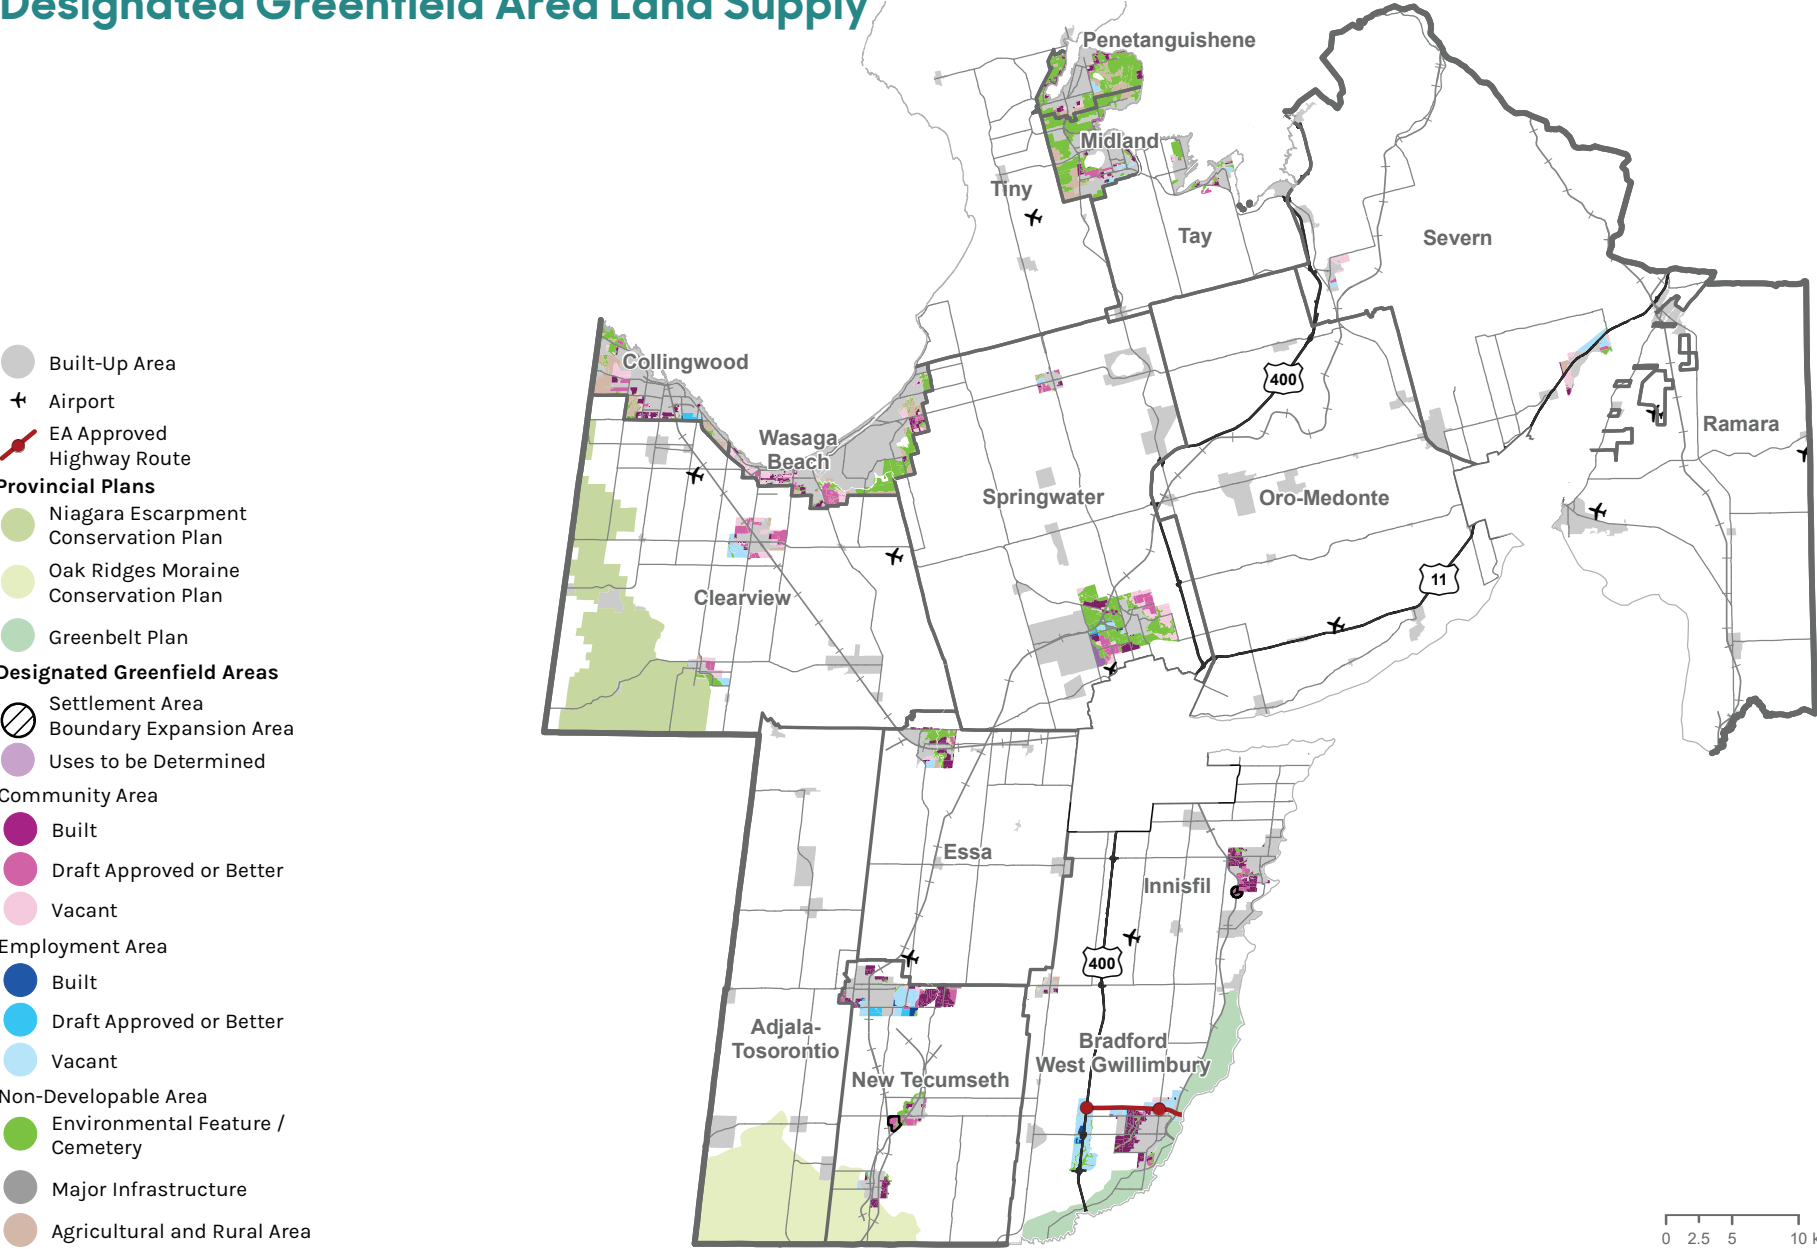 Designated Greenfield Area Land Supply
Built-Up Area
Airport
EA Approved
Highway Route
Provincial Plans
Niagara Escarpment
Conservation Plan
Oak Ridges Moraine
Conservation Plan
Greenbelt Plan
Designated Greenfield Areas
Settlement Area
Boundary Expansion Area
Uses to be Determined
Community Area
Built
Draft Approved or Better
Vacant
Employment Area
Built
Draft Approved or Better
Vacant
Non-Developable Area
Environmental Feature /
Cemetery
Major Infrastructure
Agricultural and Rural Area
Penetanguishene
Midland
Tiny
Tay
Severn
Collingwood
400
Ramara
Wasaga
Beach
Springwater
Oro-Medonte
11
Clearview
Essa
Innisfil
400
Adjala-
Tosorontio
Bradford
West Gwillimbury
New Tecumseth
0 2.5 5 10